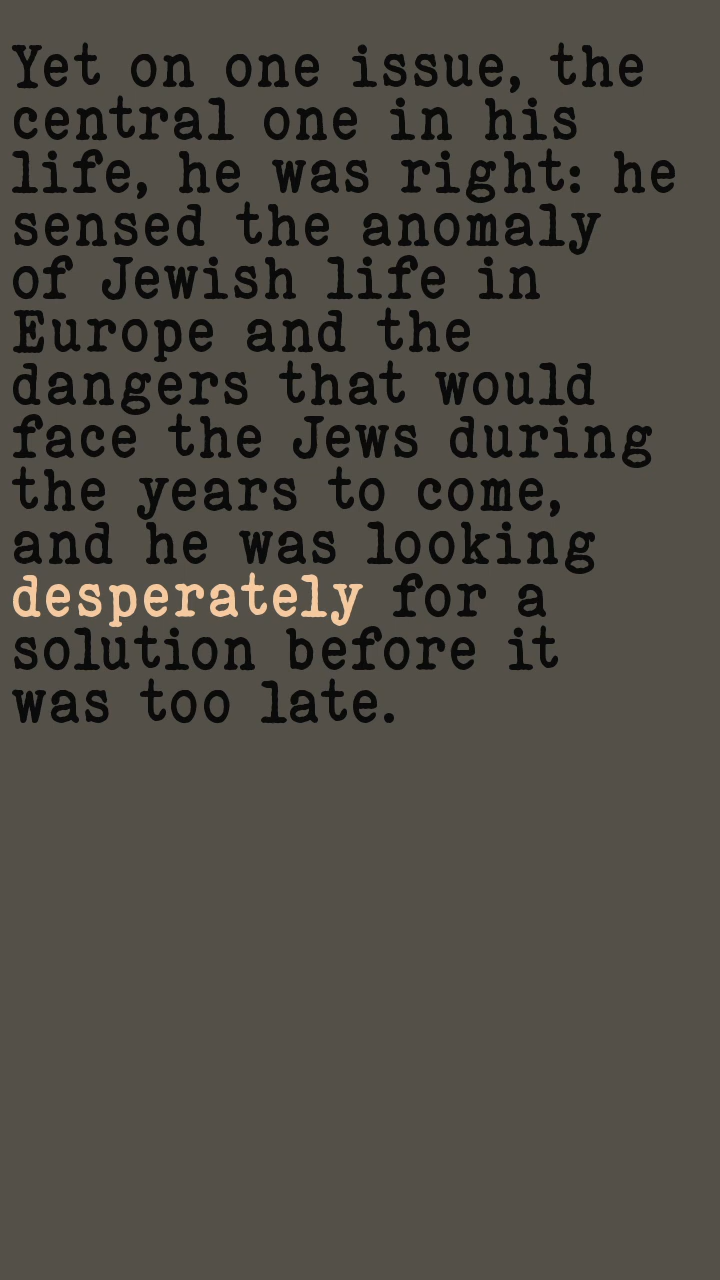 Yet on one issue, the
central one in his
life, he was right: he
sensed the anomaly
of Jewish life in
Europe and the
dangers that would
face the Jews during
the years to come,
and he was looking
desperately for a
solution before it
was too late.